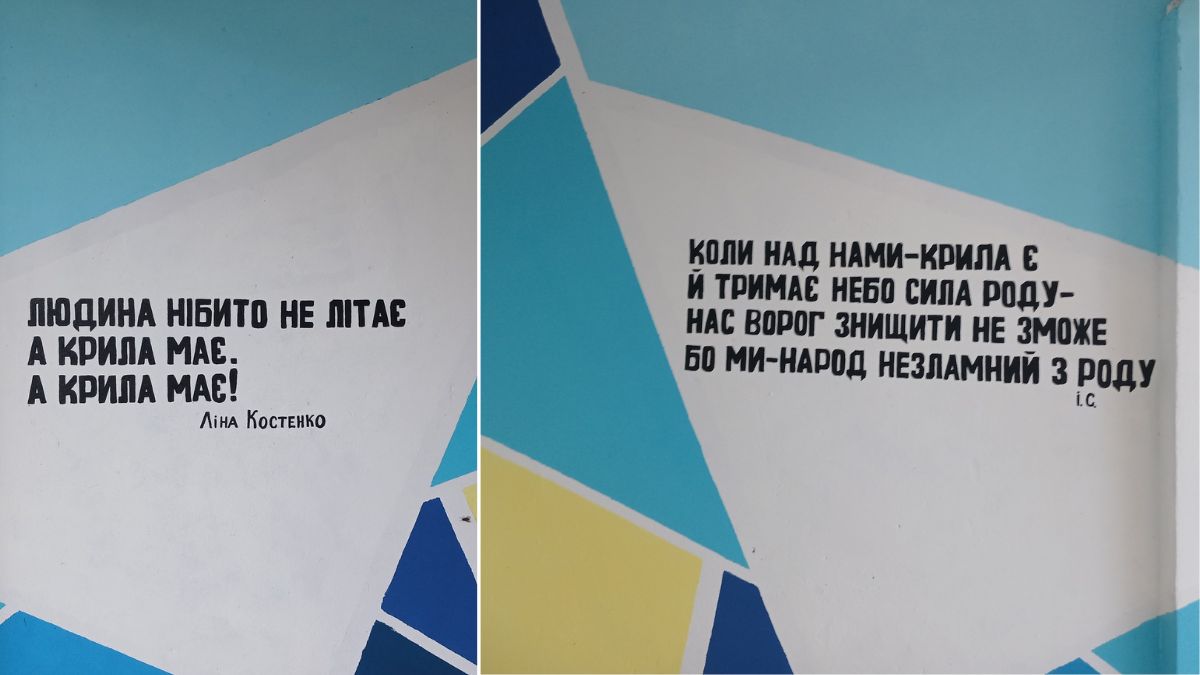 ЛЮДИНА НІБИТО НЕ ЛІТАЄ
А КРИЛА МАЄ.
А КРИЛА МАЄ!
Ліна Костенко
КОЛИ НАД НАМИ-КРИЛА Є
Й ТРИМАЄ НЕБО СИЛА РОДУ-
НАС ВОРОГ ЗНИЩИТИ НЕ ЗМОЖЕ
БО МИ-НАРОД НЕЗЛАМНИЙ З РОДУ
І.С.